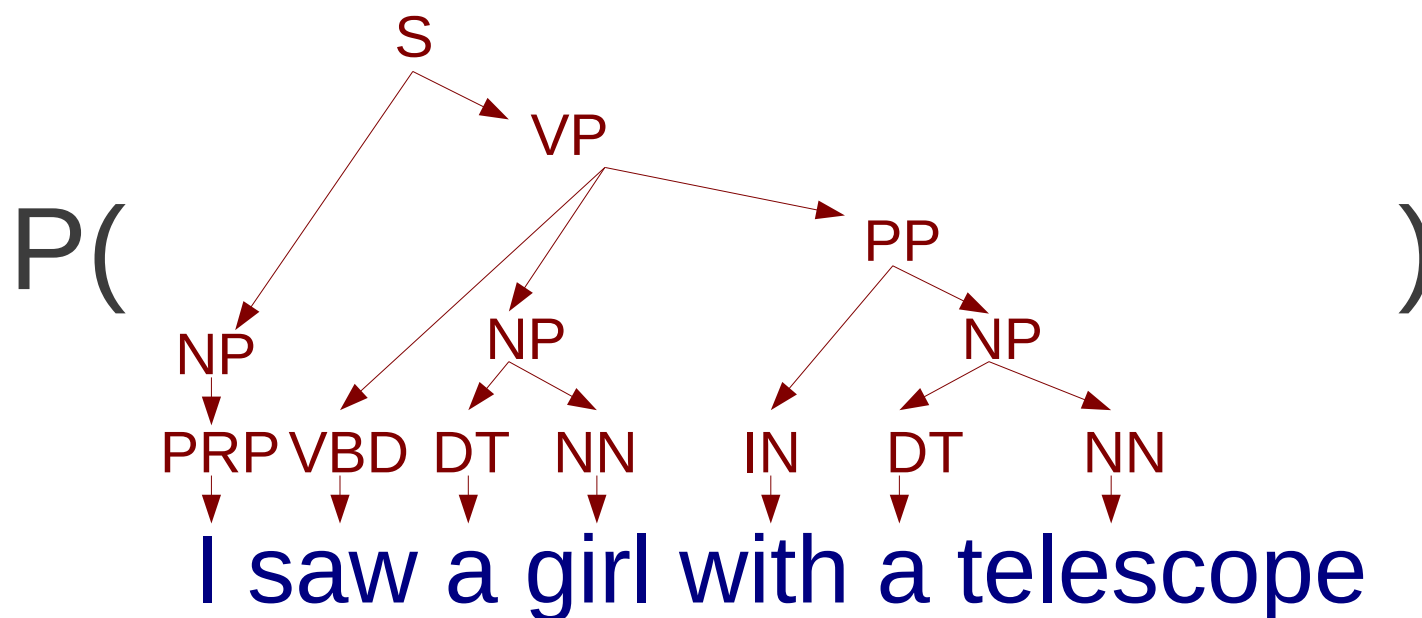 S
VP
P( )
PP
NP NP NP
PRP VBD DT NN IN DT NN
I saw a girl with a telescope